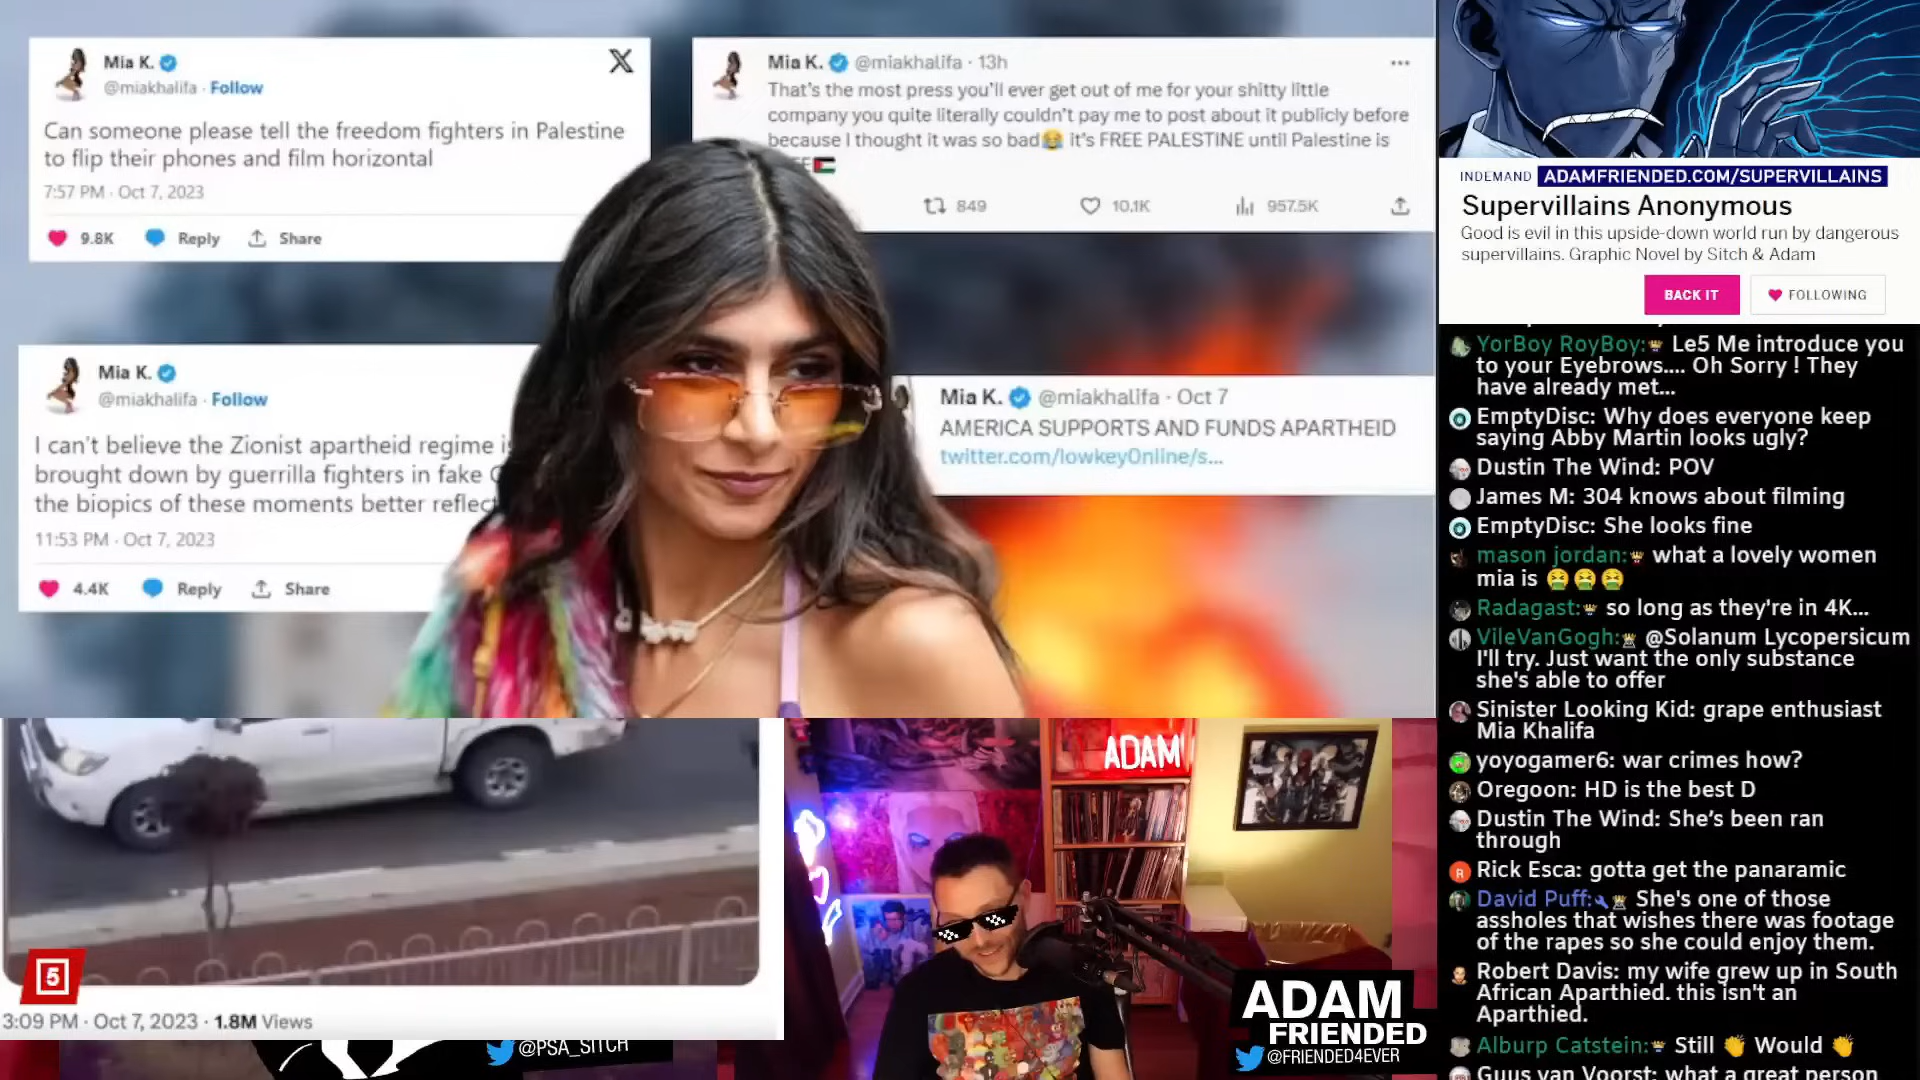 Mia K.
@miakhalifa · Follow
X
Can someone please tell the freedom fighters in Palestine
to flip their phones and film horizontal
7:57 PM · Oct 7, 2023
9.8K Reply Share
Mia K. @miakhalifa · 13h
That's the most press you'll ever get out of me for your shitty little
company you quite literally couldn't pay me to post about it publicly before
because I thought it was so bad😂 it's FREE PALESTINE until Palestine is
🇵🇸
849 10.1K 957.5K
Mia K.
@miakhalifa · Follow
I can't believe the Zionist apartheid regime
brought down by guerrilla fighters in fake
the biopics of these moments better reflect
11:53 PM · Oct 7, 2023
4.4K Reply Share
Mia K. @miakhalifa · Oct 7
AMERICA SUPPORTS AND FUNDS APARTHEID
twitter.com/lowkey0nline/s...
5
3:09 PM · Oct 7, 2023 · 1.8M Views
@PSA_SITCH
ADAM
ADAM
FRIENDED
@FRIENDED4EVER
INDEMAND ADAMFRIENDED.COM/SUPERVILLAINS
Supervillains Anonymous
Good is evil in this upside-down world run by dangerous
supervillains. Graphic Novel by Sitch & Adam
BACK IT FOLLOWING
YorBoy RoyBoy: Le5 Me introduce you
to your Eyebrows.... Oh Sorry ! They
have already met...
EmptyDisc: Why does everyone keep
saying Abby Martin looks ugly?
Dustin The Wind: POV
James M: 304 knows about filming
EmptyDisc: She looks fine
mason jordan: what a lovely women
mia is 🤮🤮🤮
Radagast: so long as they're in 4K...
VileVanGogh: @Solanum Lycopersicum
I'll try. Just want the only substance
she's able to offer
Sinister Looking Kid: grape enthusiast
Mia Khalifa
yoyogamer6: war crimes how?
Oregoon: HD is the best D
Dustin The Wind: She's been ran
through
R Rick Esca: gotta get the panaramic
David Puff: She's one of those
assholes that wishes there was footage
of the rapes so she could enjoy them.
Robert Davis: my wife grew up in South
African Aparthied. this isn't an
Aparthied.
Alburp Catstein: Still 👏 Would 👏
Guus van Voorst: what a great person